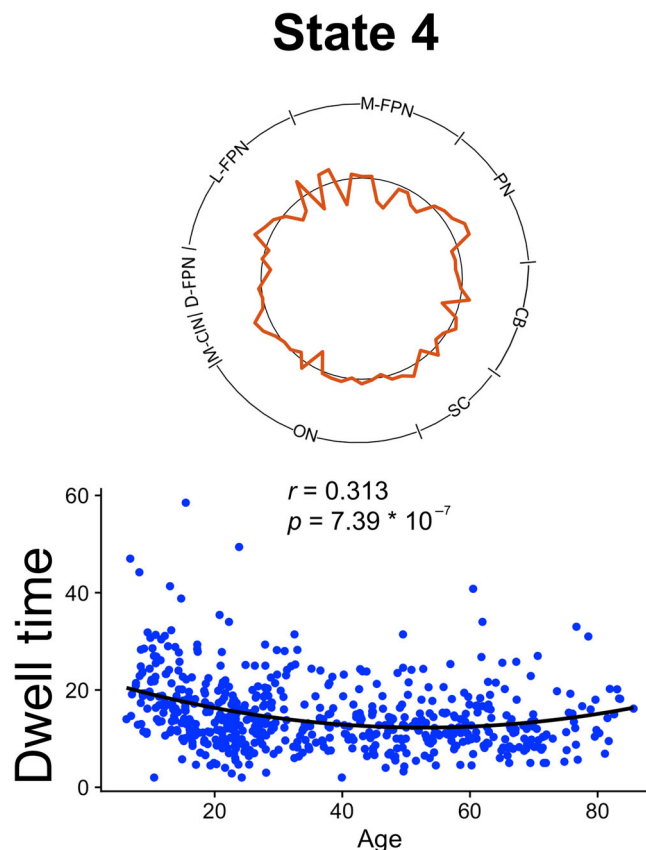 State 4
M-FPN
L-FPN
PN
M-CIN / D-FPN /
CB
SC
ON
r = 0.313
p = 7.39 * 10⁻⁷
Dwell time
60
40
20
0
20 40 60 80
Age